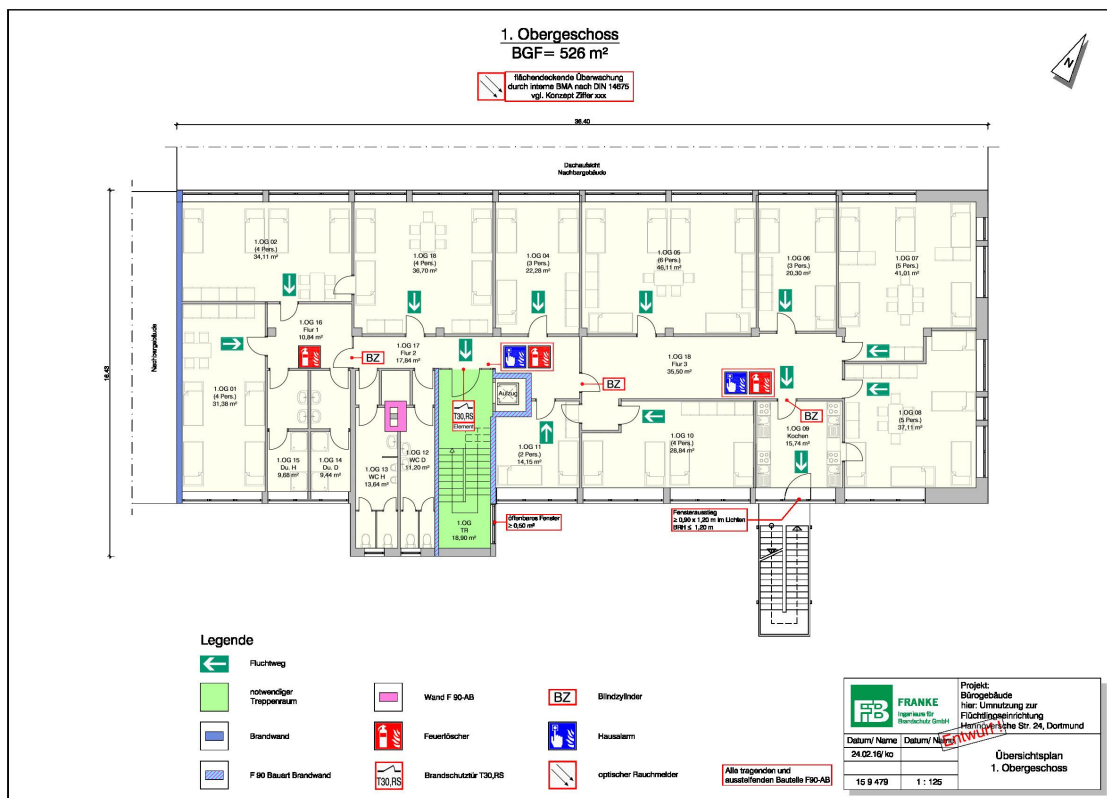 1. Obergeschoss
BGF= 526 m²
flächendeckende Überwachung
durch interne BMA nach DIN 14675
vgl. Konzept Ziffer xxx
N
36.40
Dachaufsicht
Nachbargebäude
16.43
Nachbargebäude
1.OG 02
(4 Pers.)
34,11 m²
1.OG 18
(4 Pers.)
36,70 m²
1.OG 04
(3 Pers.)
22,28 m²
1.OG 05
(6 Pers.)
46,11 m²
1.OG 06
(3 Pers.)
20,30 m²
1.OG 07
(5 Pers.)
41,01 m²
1.OG 16
Flur 1
10,84 m²
1.OG 17
Flur 2
17,84 m²
BZ
1.OG 18
Flur 3
35,50 m²
BZ
BZ
1.OG 01
(4 Pers.)
31,38 m²
Aufzug
T30,RS
Element
1.OG 11
(2 Pers.)
14,15 m²
1.OG 10
(4 Pers.)
28,84 m²
1.OG 09
Kochen
15,74 m²
1.OG 08
(5 Pers.)
37,11 m²
1.OG 15
Du. H
9,68 m²
1.OG 14
Du. D
9,44 m²
1.OG 13
WC H
13,64 m²
1.OG 12
WC D
11,20 m²
1.OG
TR
18,90 m²
öffenbares Fenster
≥ 0,50 m²
Fensterausstieg
≥ 0,90 x 1,20 m im Lichten
BRH ≤ 1,20 m
Legende
Fluchtweg
notwendiger
Treppenraum
Wand F 90-AB
BZ
Blindzylinder
Brandwand
Feuerlöscher
Hausalarm
F 90 Bauart Brandwand
T30,RS
Brandschutztür T30,RS
optischer Rauchmelder
Alle tragenden und
aussteifenden Bauteile F90-AB
FFB
FRANKE
Ingenieure für
Brandschutz GmbH
Projekt:
Bürogebäude
hier: Umnutzung zur
Flüchtlingseinrichtung
Hannoversche Str. 24, Dortmund
Entwurf !
Datum/ Name
Datum/ Name
24.02.16/ ko
Übersichtsplan
1. Obergeschoss
15 9 479
1 : 125